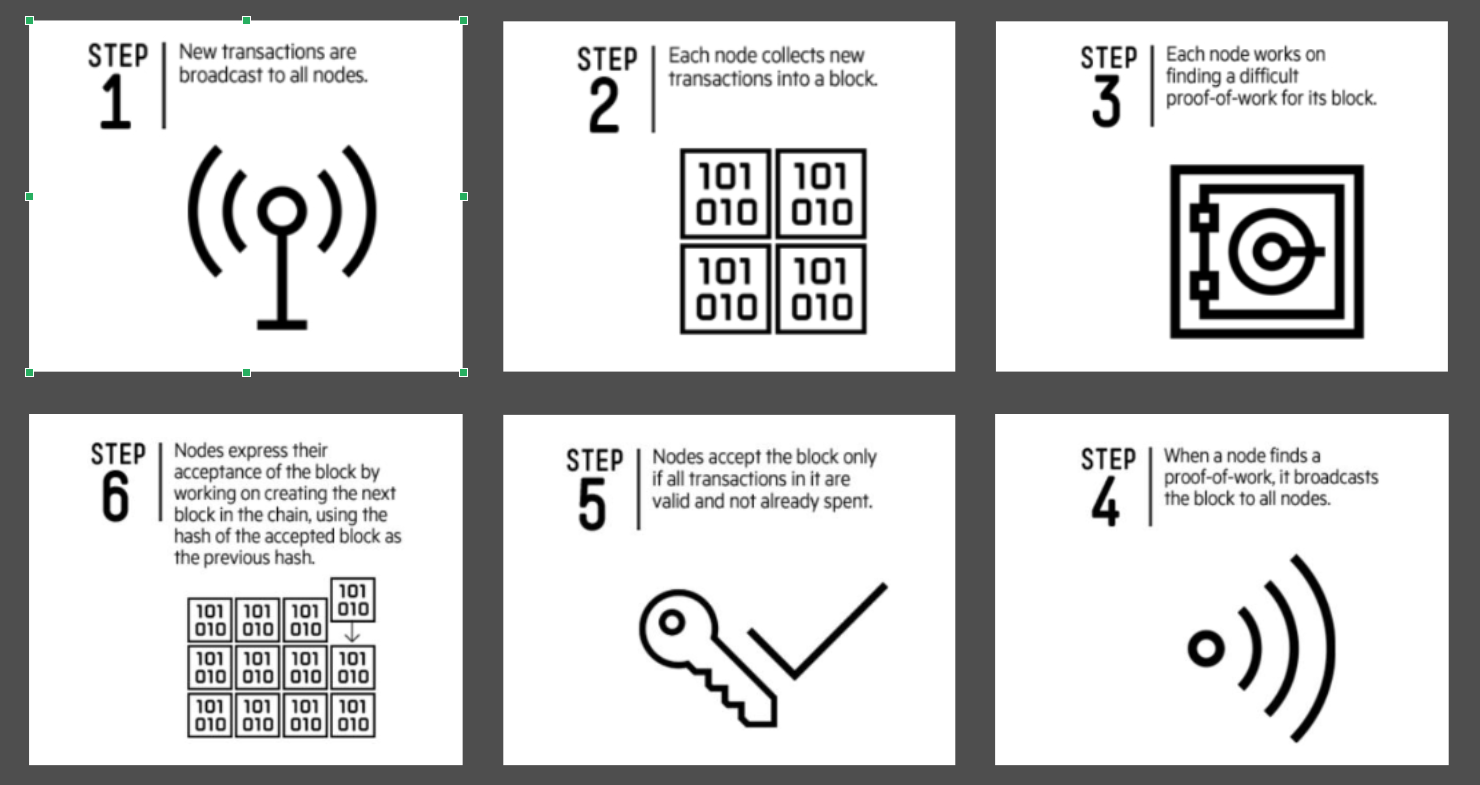 STEP
1
New transactions are
broadcast to all nodes.
STEP
2
Each node collects new
transactions into a block.
101
101
010
010
101
101
010
010
STEP
3
Each node works on
finding a difficult
proof-of-work for its block.
STEP
4
When a node finds a
proof-of-work, it broadcasts
the block to all nodes.
STEP
5
Nodes accept the block only
if all transactions in it are
valid and not already spent.
STEP
6
Nodes express their
acceptance of the block by
working on creating the next
block in the chain, using the
hash of the accepted block as
the previous hash.
101
010
101
101
101
010
010
010
101
101
101
101
010
010
010
010
101
101
101
101
010
010
010
010